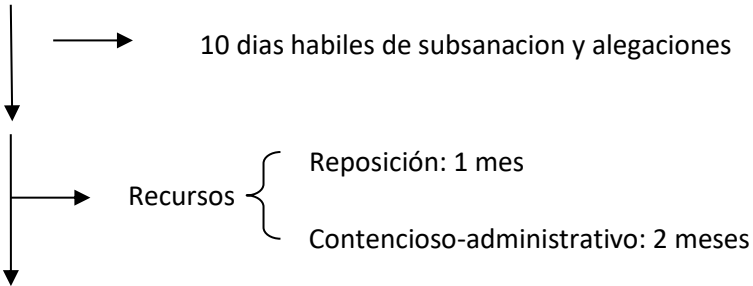 10 dias habiles de subsanacion y alegaciones
Reposición: 1 mes
Recursos
Contencioso-administrativo: 2 meses